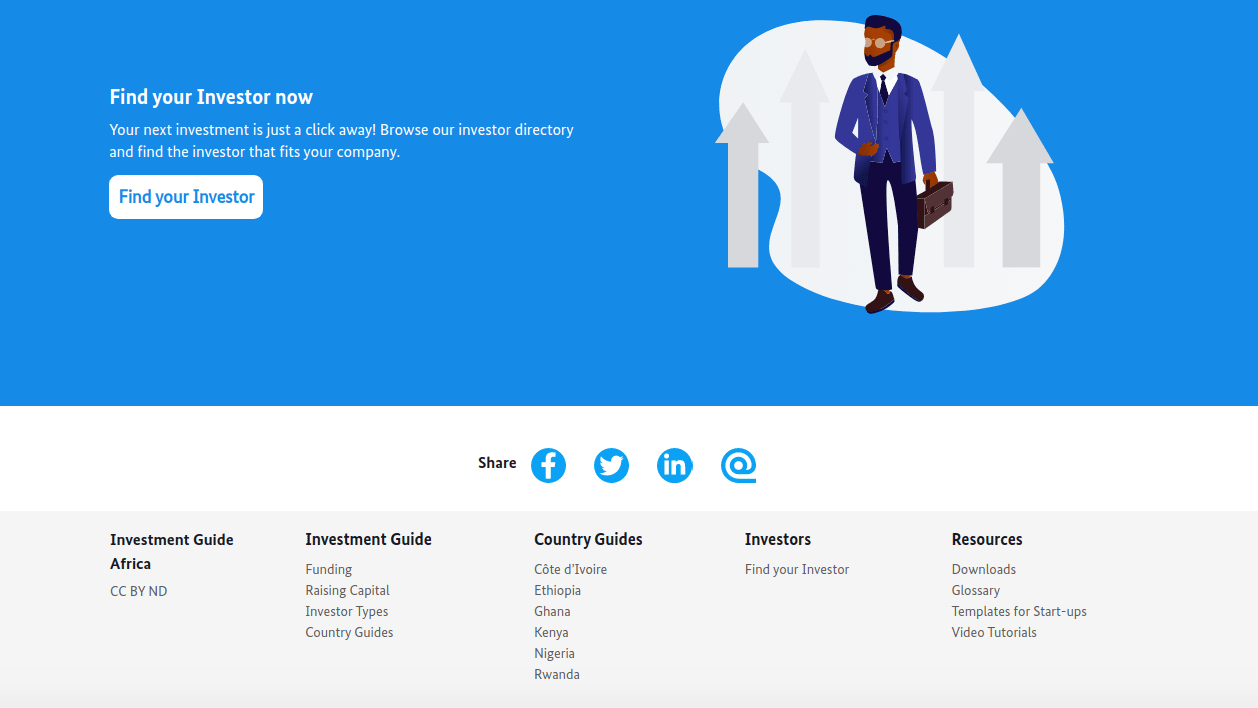 Find your Investor now
Your next investment is just a click away! Browse our investor directory
and find the investor that fits your company.
Find your Investor
Share
Investment Guide
Africa
CC BY ND
Investment Guide
Funding
Raising Capital
Investor Types
Country Guides
Country Guides
Côte d'Ivoire
Ethiopia
Ghana
Kenya
Nigeria
Rwanda
Investors
Find your Investor
Resources
Downloads
Glossary
Templates for Start-ups
Video Tutorials